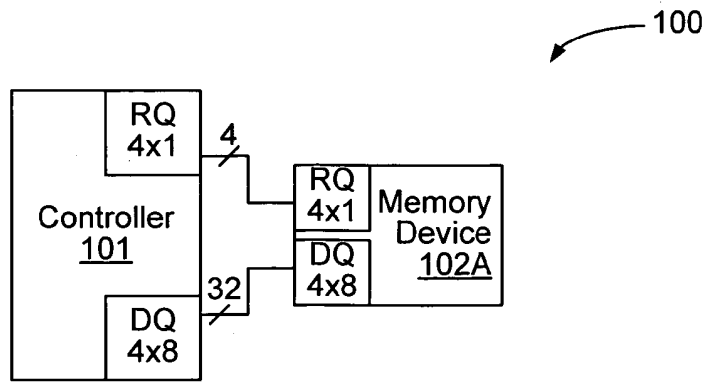 100
RQ
4x1
4
Controller
101
32
DQ
4x8
RQ
4x1
DQ
4x8
Memory
Device
102A